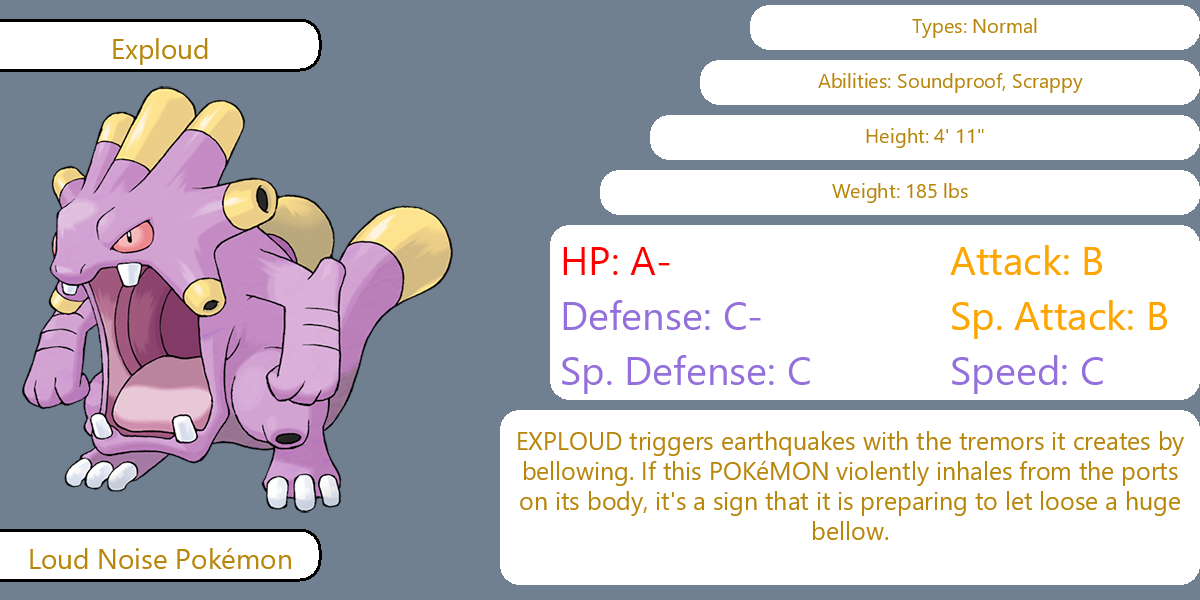 Exploud
Types: Normal
Abilities: Soundproof, Scrappy
Height: 4' 11"
Weight: 185 lbs
HP: A-
Attack: B
Defense: C-
Sp. Attack: B
Sp. Defense: C
Speed: C
EXPLOUD triggers earthquakes with the tremors it creates by
bellowing. If this POKéMON violently inhales from the ports
on its body, it's a sign that it is preparing to let loose a huge
bellow.
Loud Noise Pokémon